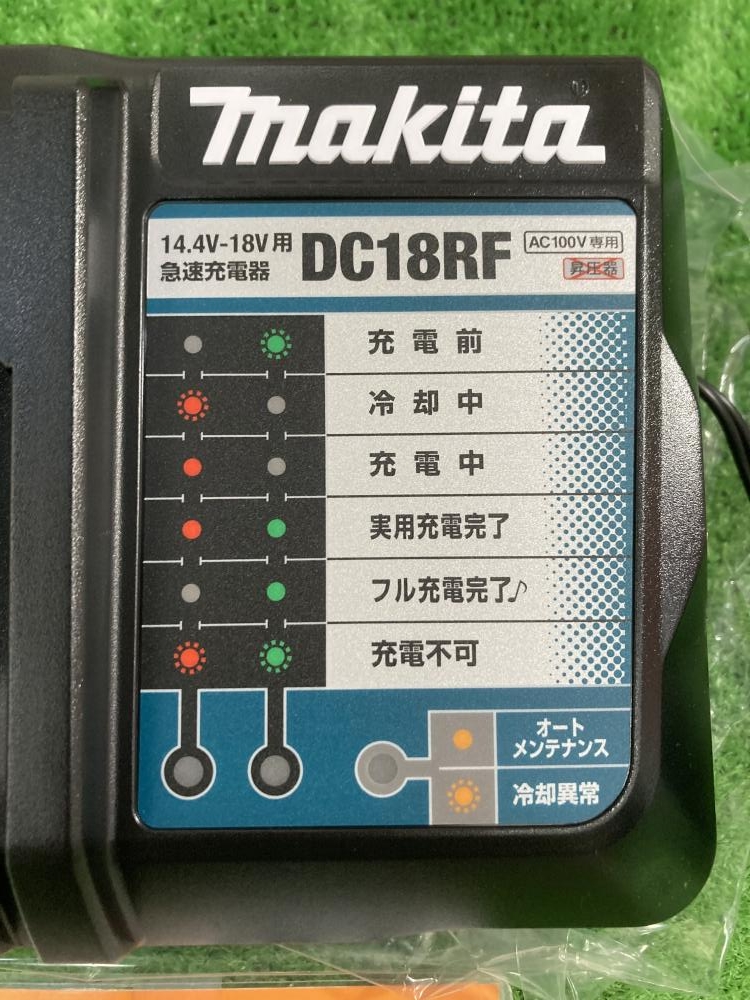 makita
14.4V-18V用
急速充電器
DC18RF
AC100V専用
昇圧器
充電前
冷却中
充電中
実用充電完了
フル充電完了♪
充電不可
オート
メンテナンス
冷却異常